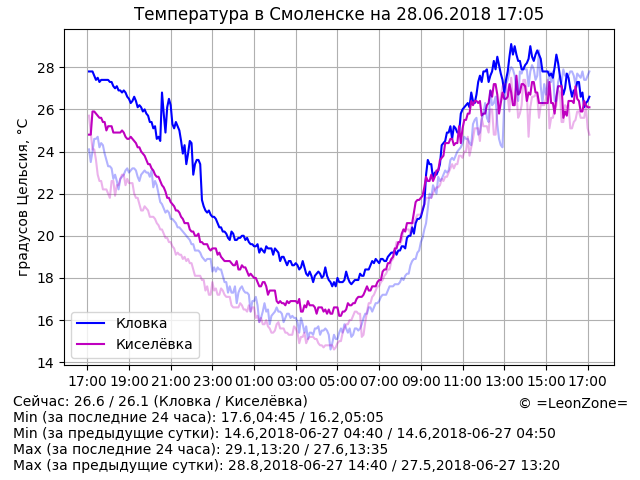 Температура в Смоленске на 28.06.2018 17:05
градусов Цельсия, °C
28
26
24
22
20
18
16
14
Кловка
Киселёвка
17:00 19:00 21:00 23:00 01:00 03:00 05:00 07:00 09:00 11:00 13:00 15:00 17:00
Сейчас: 26.6 / 26.1 (Кловка / Киселёвка)
© =LeonZone=
Min (за последние 24 часа): 17.6,04:45 / 16.2,05:05
Min (за предыдущие сутки): 14.6,2018-06-27 04:40 / 14.6,2018-06-27 04:50
Max (за последние 24 часа): 29.1,13:20 / 27.6,13:35
Max (за предыдущие сутки): 28.8,2018-06-27 14:40 / 27.5,2018-06-27 13:20